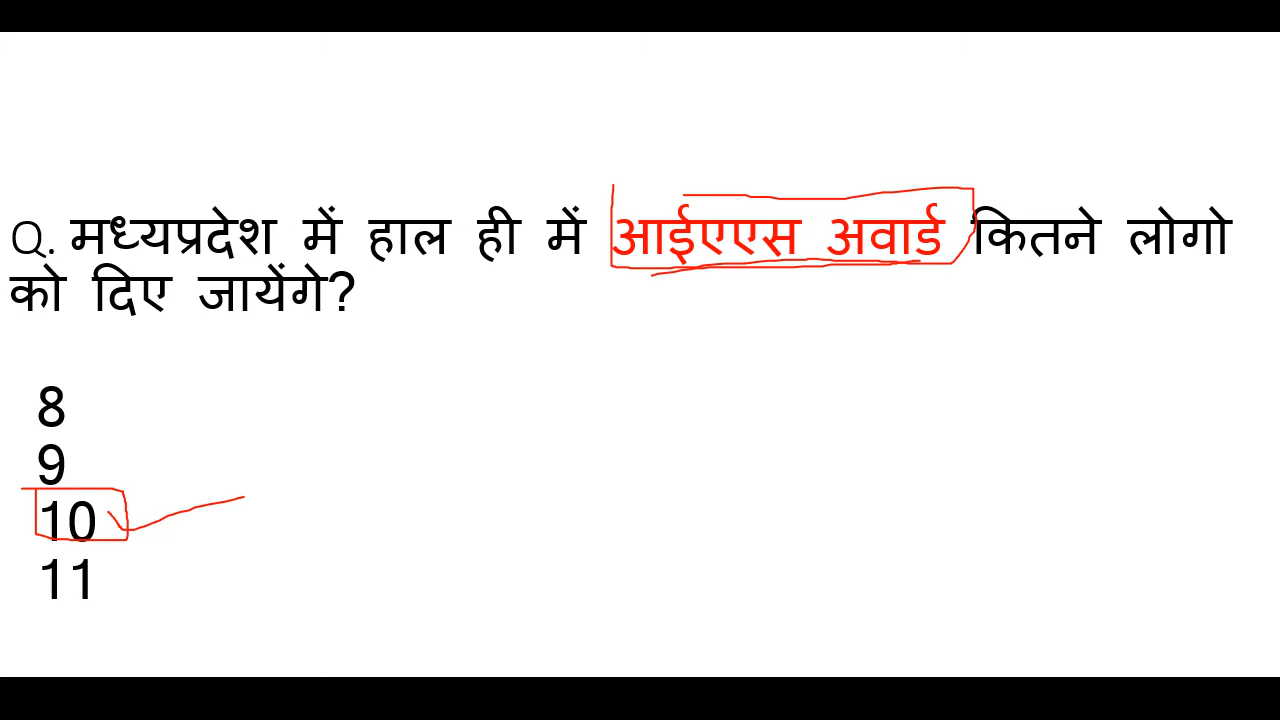 Q. मध्यप्रदेश में हाल ही में आईएएस अवार्ड कितने लोगो
को दिए जायेंगे?
8
9
10
11